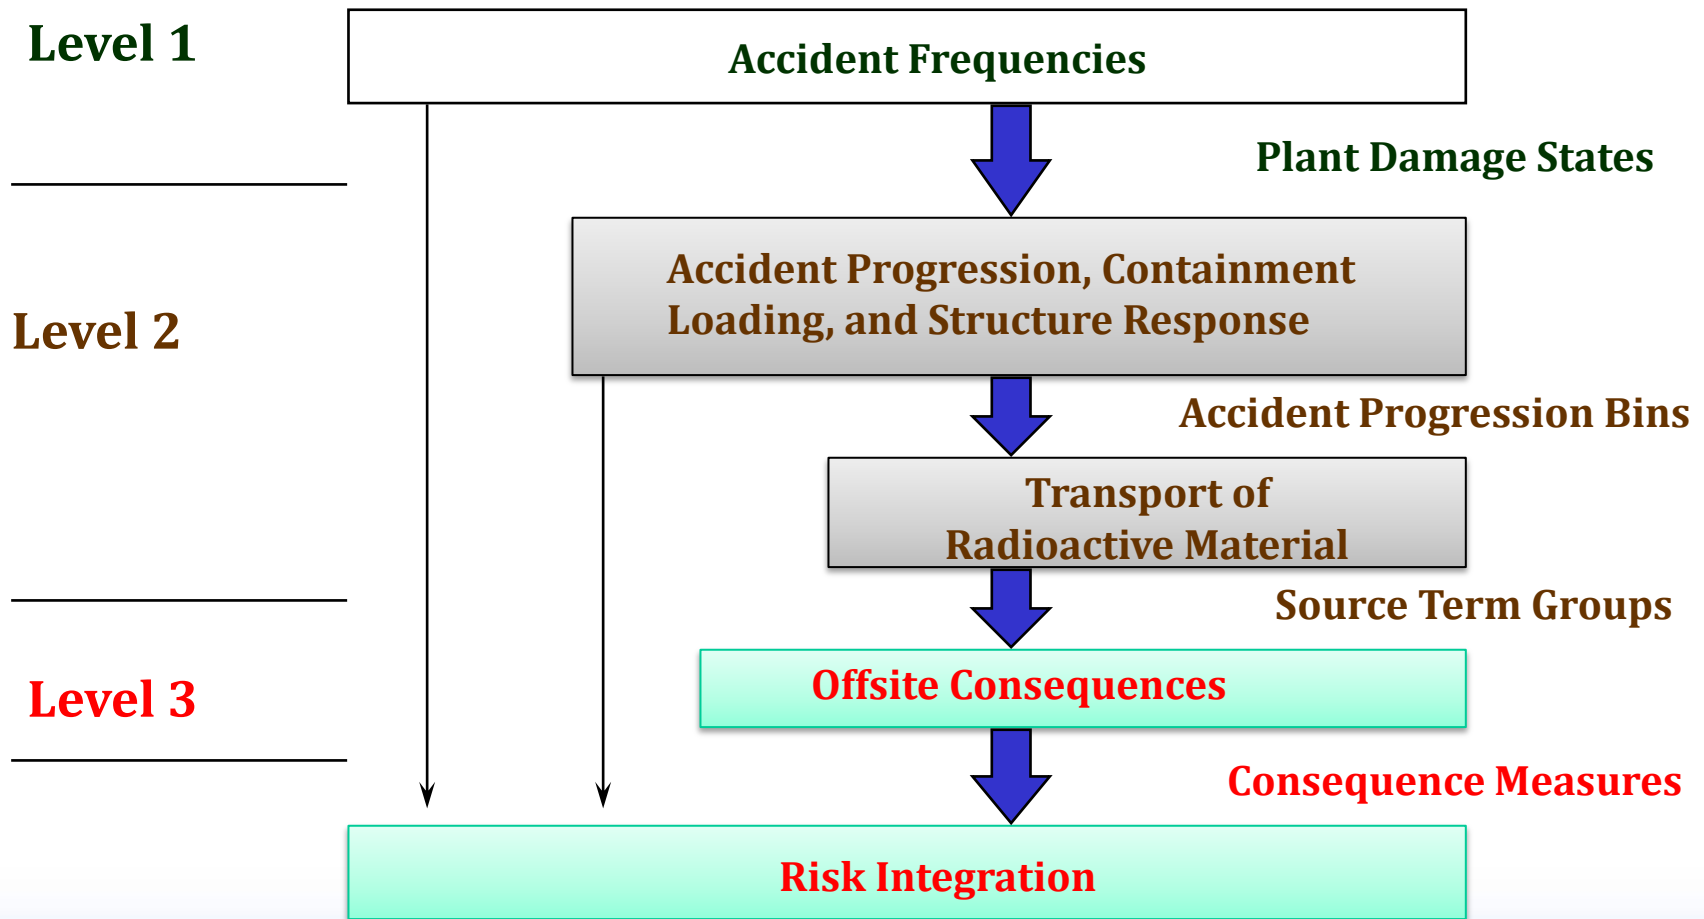 Level 1
Accident Frequencies
Plant Damage States
Level 2
Accident Progression, Containment
Loading, and Structure Response
Accident Progression Bins
Transport of
Radioactive Material
Source Term Groups
Level 3
Offsite Consequences
Consequence Measures
Risk Integration